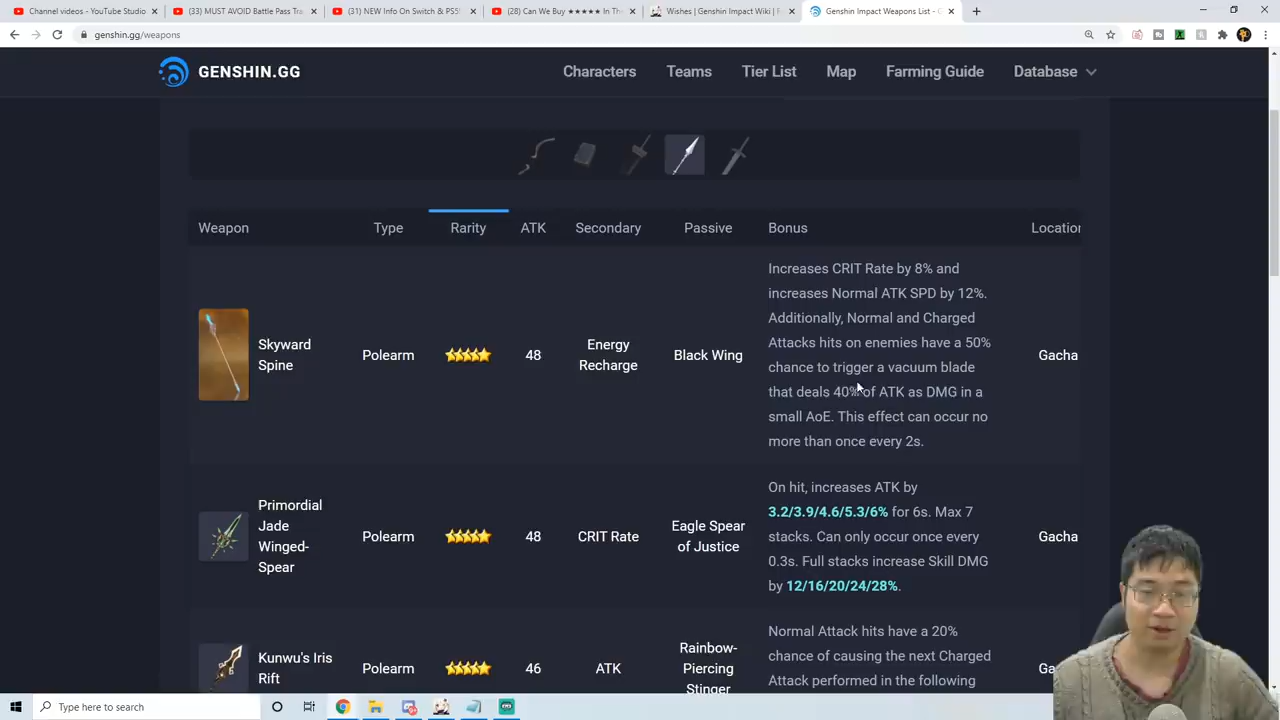 Channel videos - YouTube Studio
(33) MUST AVOID Battle Pass Tra
(31) NEW Info On Switch & PS5!
(28) Can We Buy ★★★★★ In The
Wishes | Genshin Impact Wiki | F
Genshin Impact Weapons List - G
genshin.gg/weapons
GENSHIN.GG
Characters
Teams
Tier List
Map
Farming Guide
Database
Weapon
Type
Rarity
ATK
Secondary
Passive
Bonus
Location
Skyward
Spine
Polearm
48
Energy
Recharge
Black Wing
Increases CRIT Rate by 8% and
increases Normal ATK SPD by 12%.
Additionally, Normal and Charged
Attacks hits on enemies have a 50%
chance to trigger a vacuum blade
that deals 40% of ATK as DMG in a
small AoE. This effect can occur no
more than once every 2s.
Gacha
Primordial
Jade
Winged-
Spear
Polearm
48
CRIT Rate
Eagle Spear
of Justice
On hit, increases ATK by
3.2/3.9/4.6/5.3/6% for 6s. Max 7
stacks. Can only occur once every
0.3s. Full stacks increase Skill DMG
by 12/16/20/24/28%.
Gacha
Kunwu's Iris
Rift
Polearm
46
ATK
Rainbow-
Piercing
Stinger
Normal Attack hits have a 20%
chance of causing the next Charged
Attack performed in the following
Ga
Type here to search